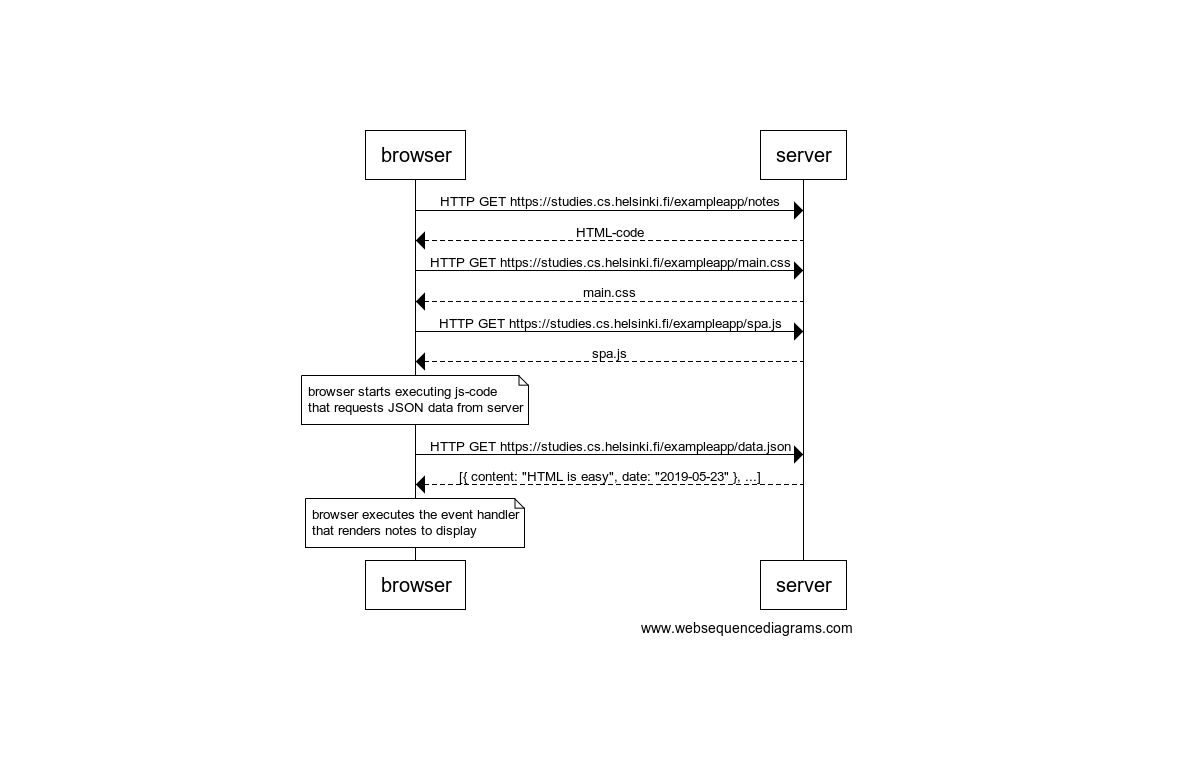 browser
server
HTTP GET https://studies.cs.helsinki.fi/exampleapp/notes
HTML-code
HTTP GET https://studies.cs.helsinki.fi/exampleapp/main.css
main.css
HTTP GET https://studies.cs.helsinki.fi/exampleapp/spa.js
spa.js
browser starts executing js-code
that requests JSON data from server
HTTP GET https://studies.cs.helsinki.fi/exampleapp/data.json
[{ content: "HTML is easy", date: "2019-05-23" }, ...]
browser executes the event handler
that renders notes to display
browser
server
www.websequencediagrams.com